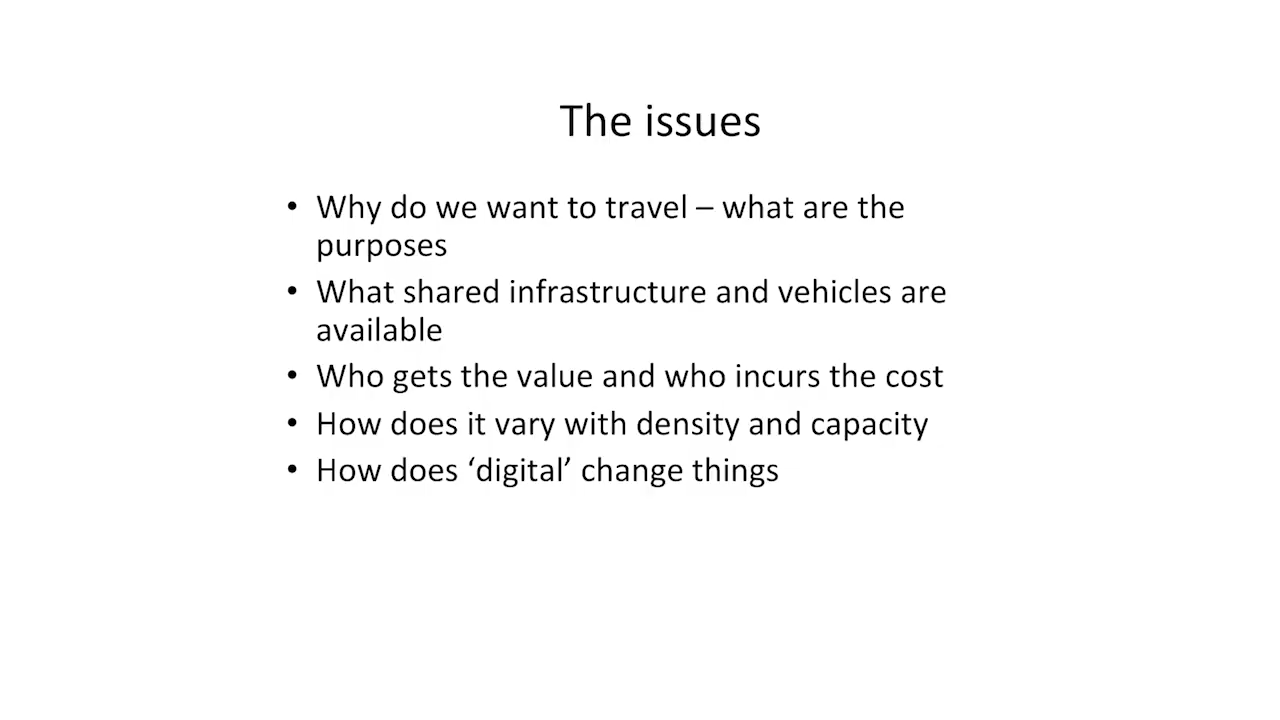 The issues
• Why do we want to travel – what are the
purposes
• What shared infrastructure and vehicles are
available
• Who gets the value and who incurs the cost
• How does it vary with density and capacity
• How does ‘digital’ change things